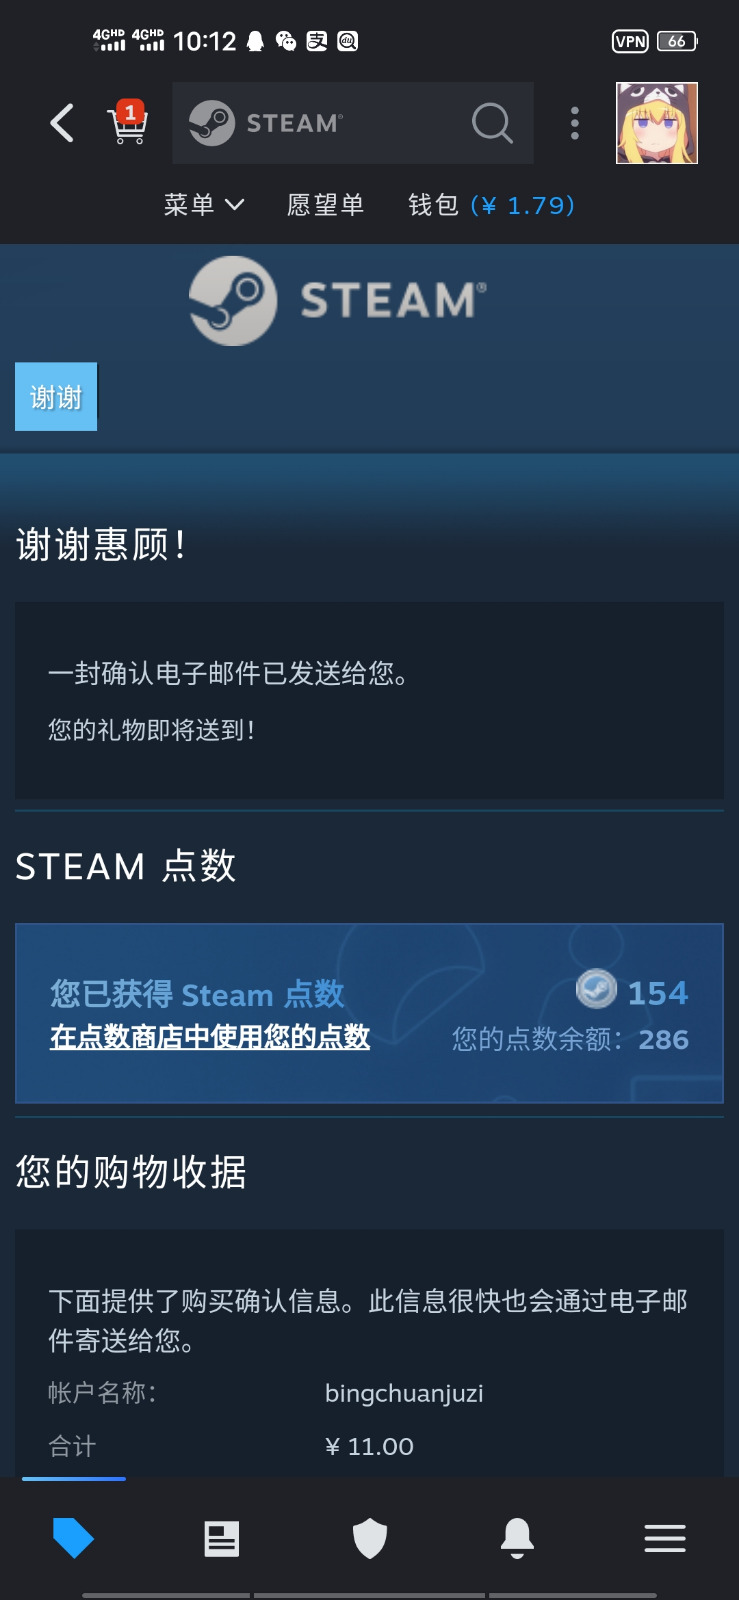 4GHD 4GHD 10:12 支 du VPN 66
1 STEAM®
菜单 愿望单 钱包 (¥ 1.79)
STEAM®
谢谢
谢谢惠顾！
一封确认电子邮件已发送给您。
您的礼物即将送到！
STEAM 点数
您已获得 Steam 点数 154
在点数商店中使用您的点数 您的点数余额：286
您的购物收据
下面提供了购买确认信息。此信息很快也会通过电子邮
件寄送给您。
帐户名称： bingchuanjuzi
合计 ¥ 11.00